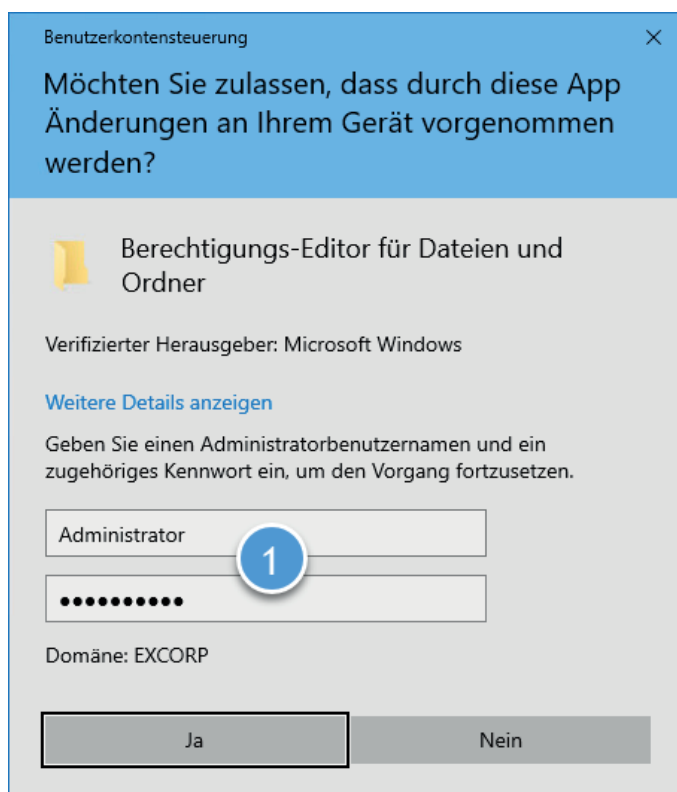 Benutzerkontensteuerung
Möchten Sie zulassen, dass durch diese App
Änderungen an Ihrem Gerät vorgenommen
werden?
Berechtigungs-Editor für Dateien und
Ordner
Verifizierter Herausgeber: Microsoft Windows
Weitere Details anzeigen
Geben Sie einen Administratorbenutzernamen und ein
zugehöriges Kennwort ein, um den Vorgang fortzusetzen.
Administrator
1
●●●●●●●●●●
Domäne: EXCORP
Ja Nein